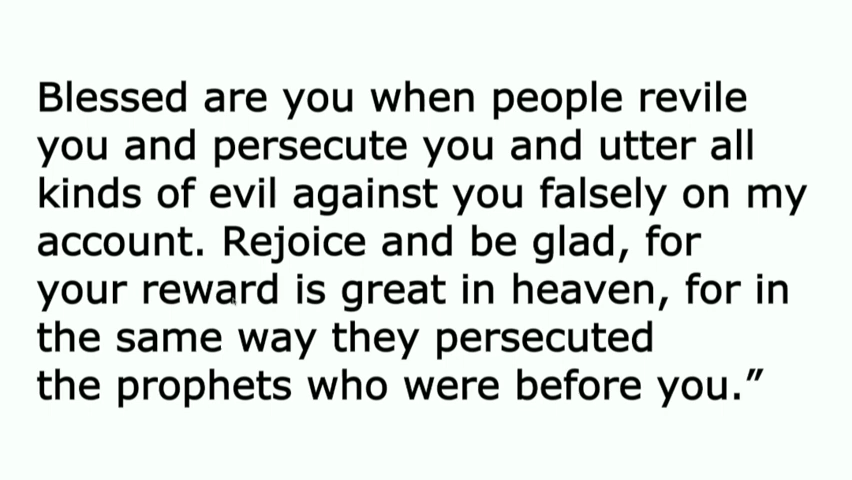 Blessed are you when people revile
you and persecute you and utter all
kinds of evil against you falsely on my
account. Rejoice and be glad, for
your reward is great in heaven, for in
the same way they persecuted
the prophets who were before you.”